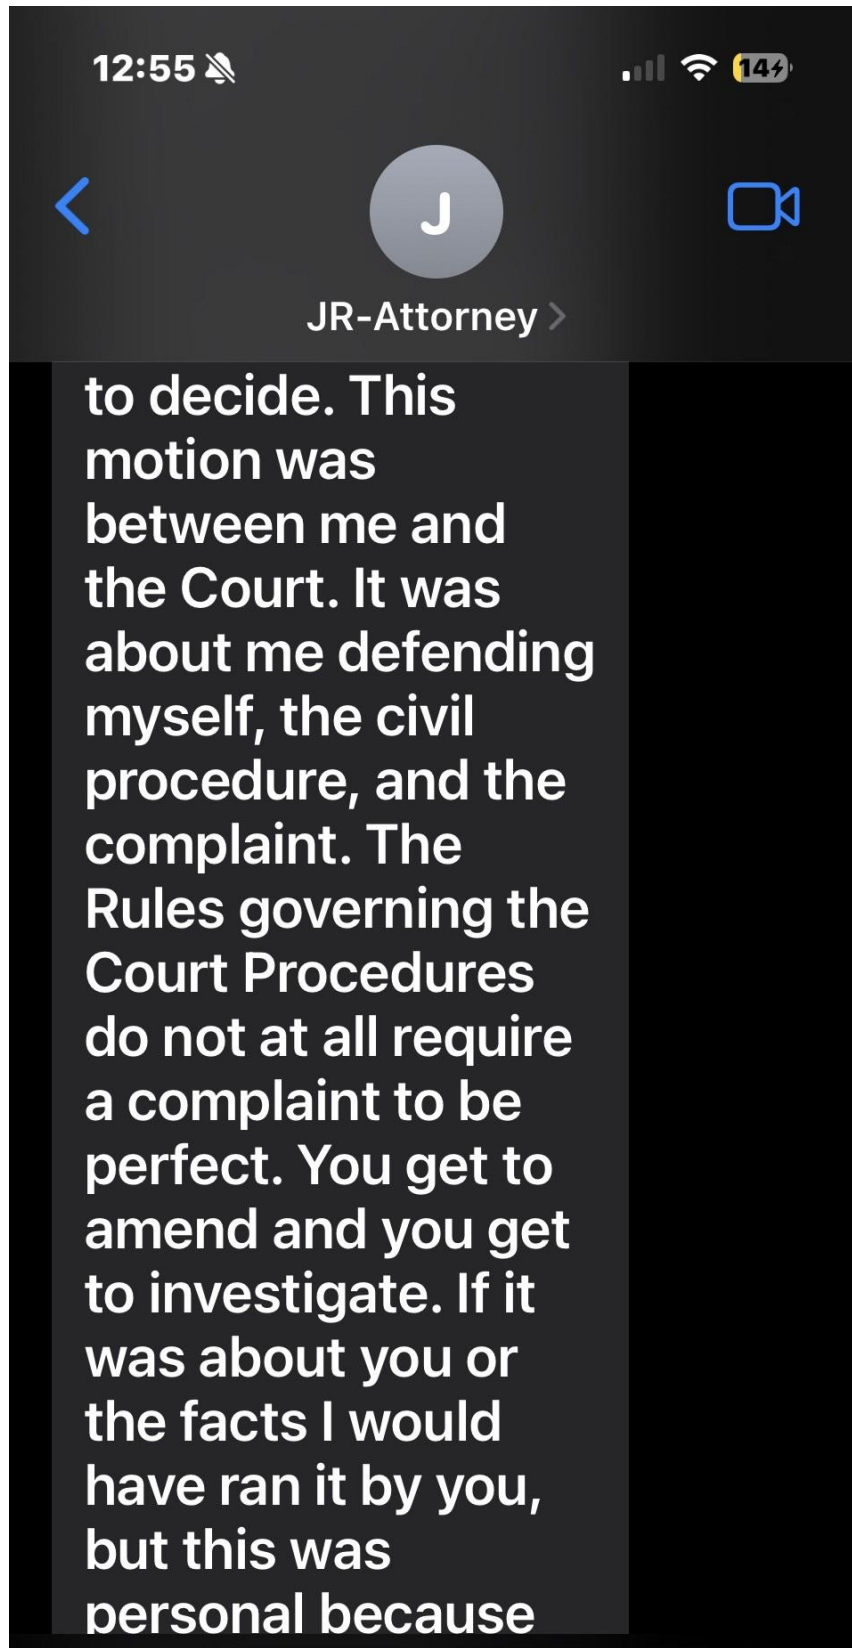 12:55
14
J
JR-Attorney
to decide. This
motion was
between me and
the Court. It was
about me defending
myself, the civil
procedure, and the
complaint. The
Rules governing the
Court Procedures
do not at all require
a complaint to be
perfect. You get to
amend and you get
to investigate. If it
was about you or
the facts I would
have ran it by you,
but this was
personal because